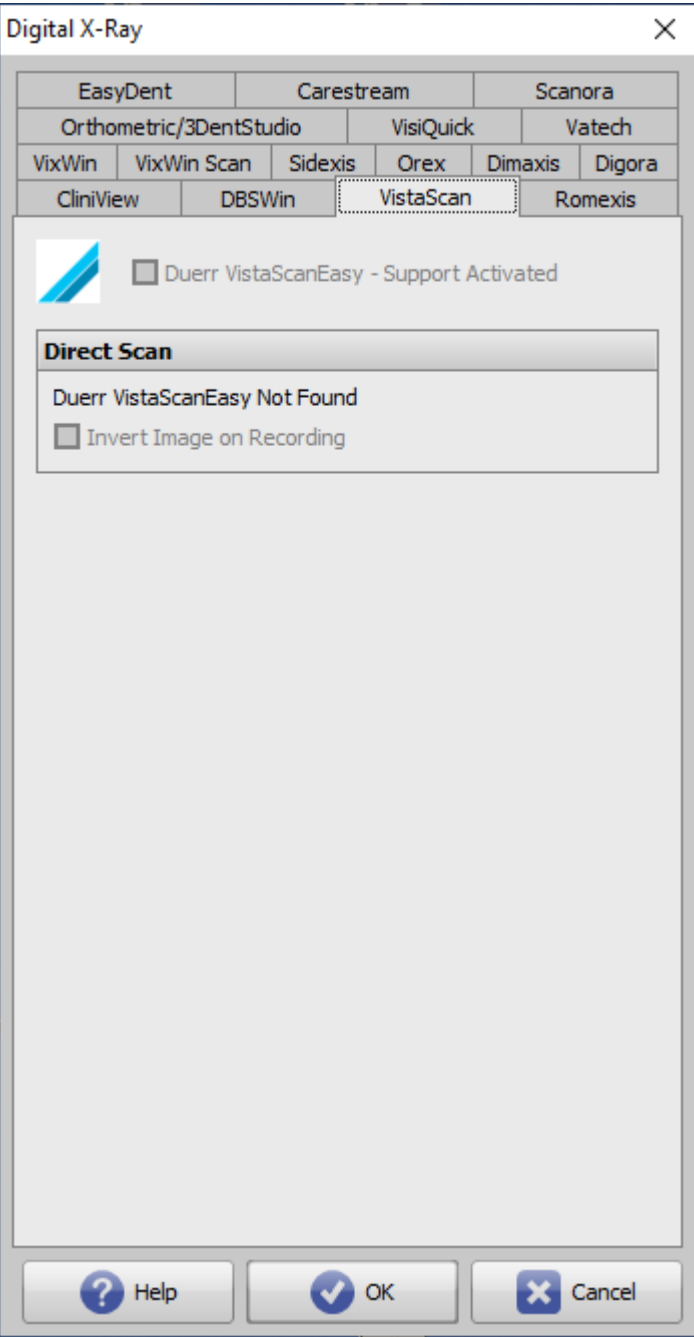 Digital X-Ray
EasyDent Carestream Scanora
Orthometric/3DentStudio VisiQuick Vatech
VixWin VixWin Scan Sidexis Orex Dimaxis Digora
CliniView DBSWin VistaScan Romexis
Duerr VistaScanEasy - Support Activated
Direct Scan
Duerr VistaScanEasy Not Found
Invert Image on Recording
Help OK Cancel